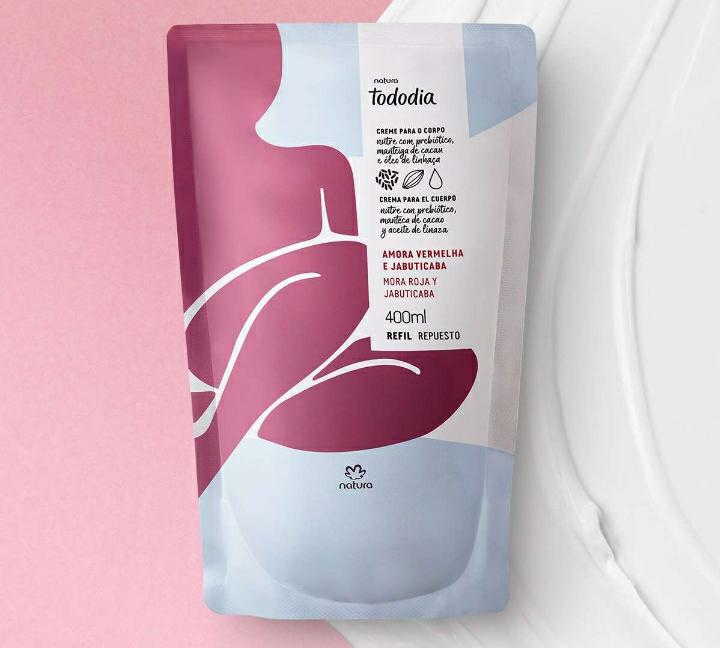 natura
tododia
CREME PARA O CORPO
nutre com prebiótico,
manteiga de cacau
e óleo de linhaça
CREMA PARA EL CUERPO
nutre con prebiótico,
manteca de cacao
y aceite de linaza
AMORA VERMELHA
E JABUTICABA
MORA ROJA Y
JABUTICABA
400ml
REFIL REPUESTO
natura